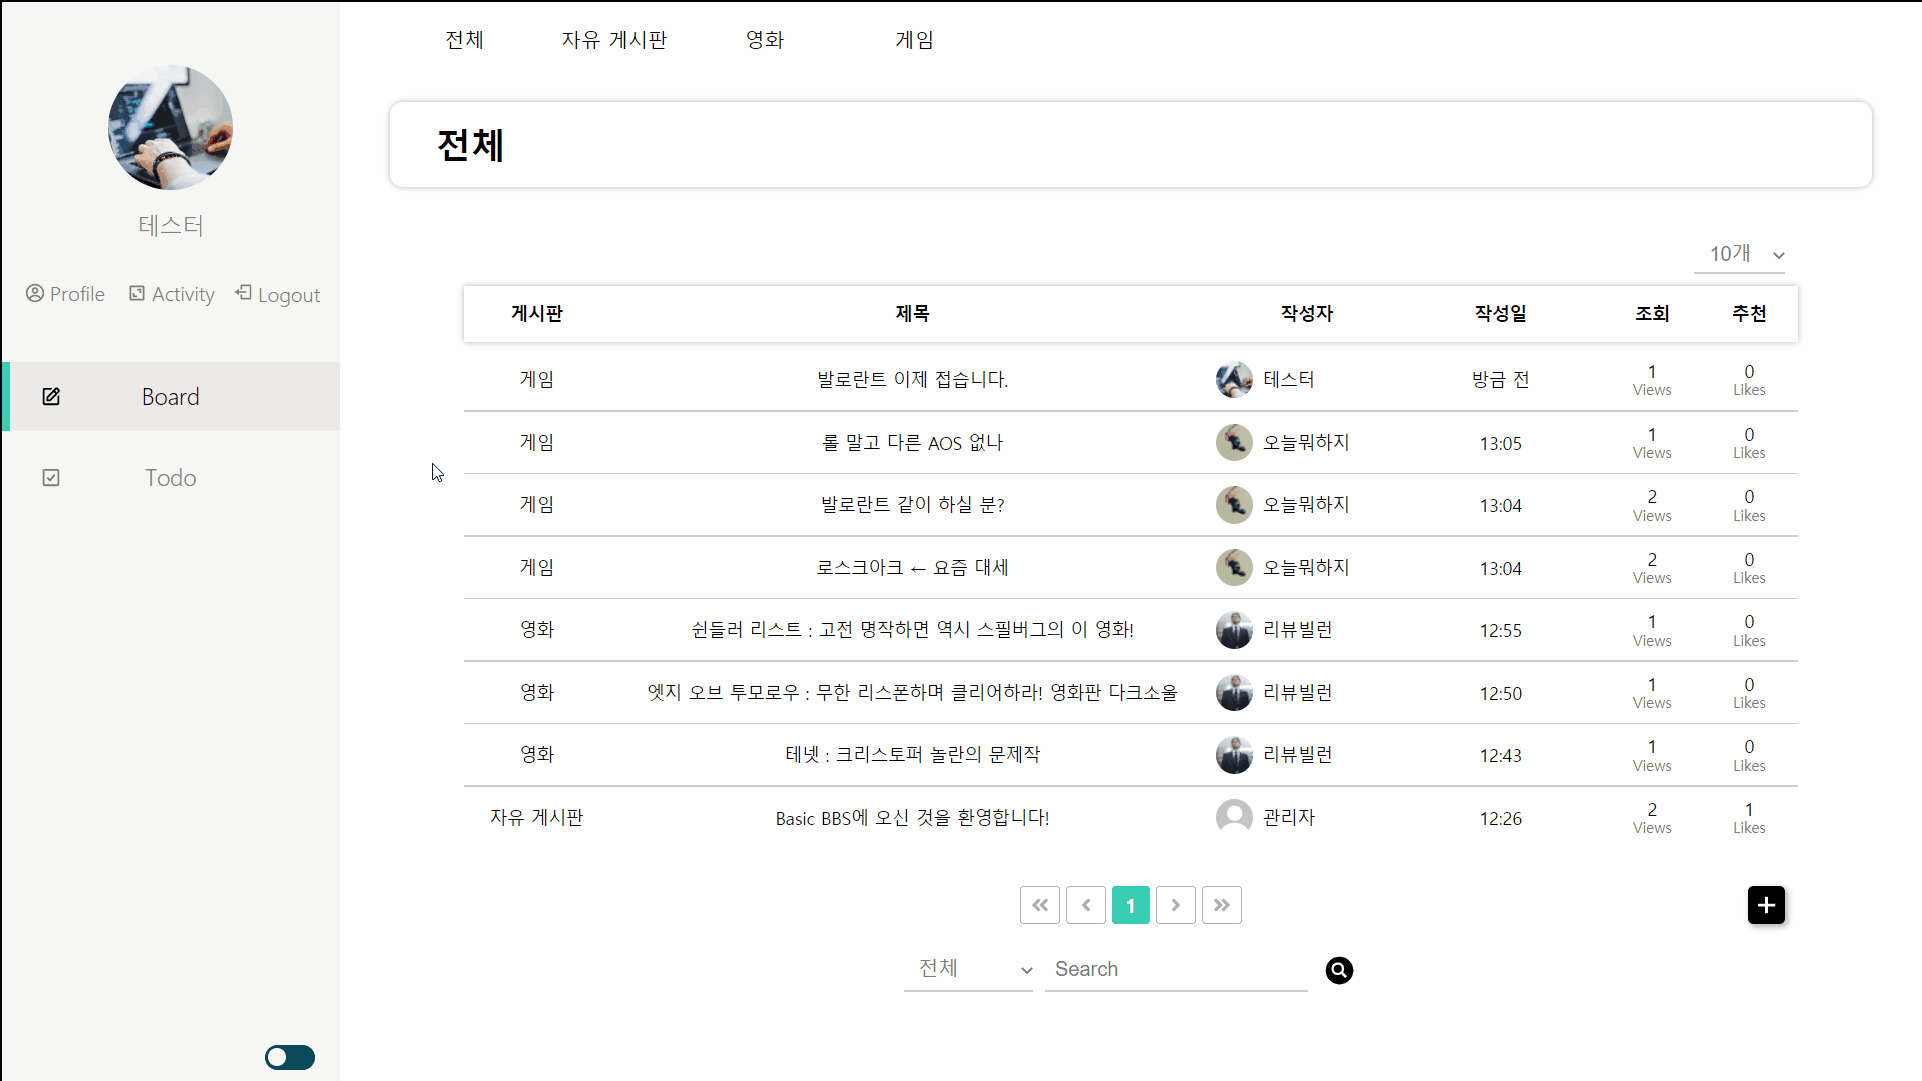 테스터
Profile Activity Logout
Board
Todo
전체 자유 게시판 영화 게임
전체
10개
게시판 제목 작성자 작성일 조회 추천
게임 발로란트 이제 접습니다. 테스터 방금 전 1 Views 0 Likes
게임 롤 말고 다른 AOS 없나 오늘뭐하지 13:05 1 Views 0 Likes
게임 발로란트 같이 하실 분? 오늘뭐하지 13:04 2 Views 0 Likes
게임 로스크아크 ← 요즘 대세 오늘뭐하지 13:04 2 Views 0 Likes
영화 쉰들러 리스트 : 고전 명작하면 역시 스필버그의 이 영화! 리뷰빌런 12:55 1 Views 0 Likes
영화 엣지 오브 투모로우 : 무한 리스폰하며 클리어하라! 영화판 다크소울 리뷰빌런 12:50 1 Views 0 Likes
영화 테넷 : 크리스토퍼 놀란의 문제작 리뷰빌런 12:43 1 Views 0 Likes
자유 게시판 Basic BBS에 오신 것을 환영합니다! 관리자 12:26 2 Views 1 Likes
1
전체 Search